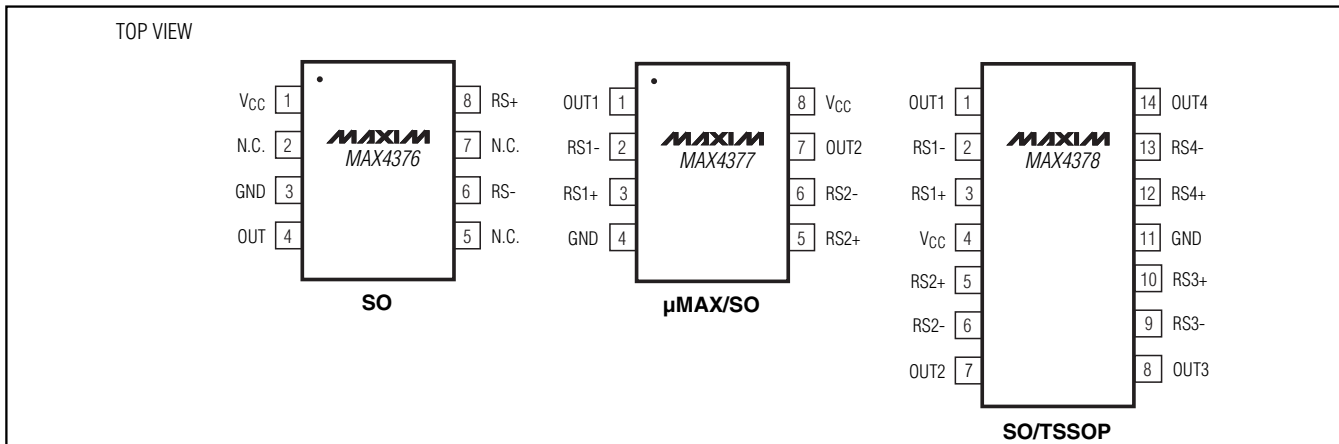 TOP VIEW
VCC 1
N.C. 2
GND 3
OUT 4
8 RS+
7 N.C.
6 RS-
5 N.C.
MAXIM
MAX4376
SO
OUT1 1
RS1- 2
RS1+ 3
GND 4
8 VCC
7 OUT2
6 RS2-
5 RS2+
MAXIM
MAX4377
µMAX/SO
OUT1 1
RS1- 2
RS1+ 3
VCC 4
RS2+ 5
RS2- 6
OUT2 7
14 OUT4
13 RS4-
12 RS4+
11 GND
10 RS3+
9 RS3-
8 OUT3
MAXIM
MAX4378
SO/TSSOP